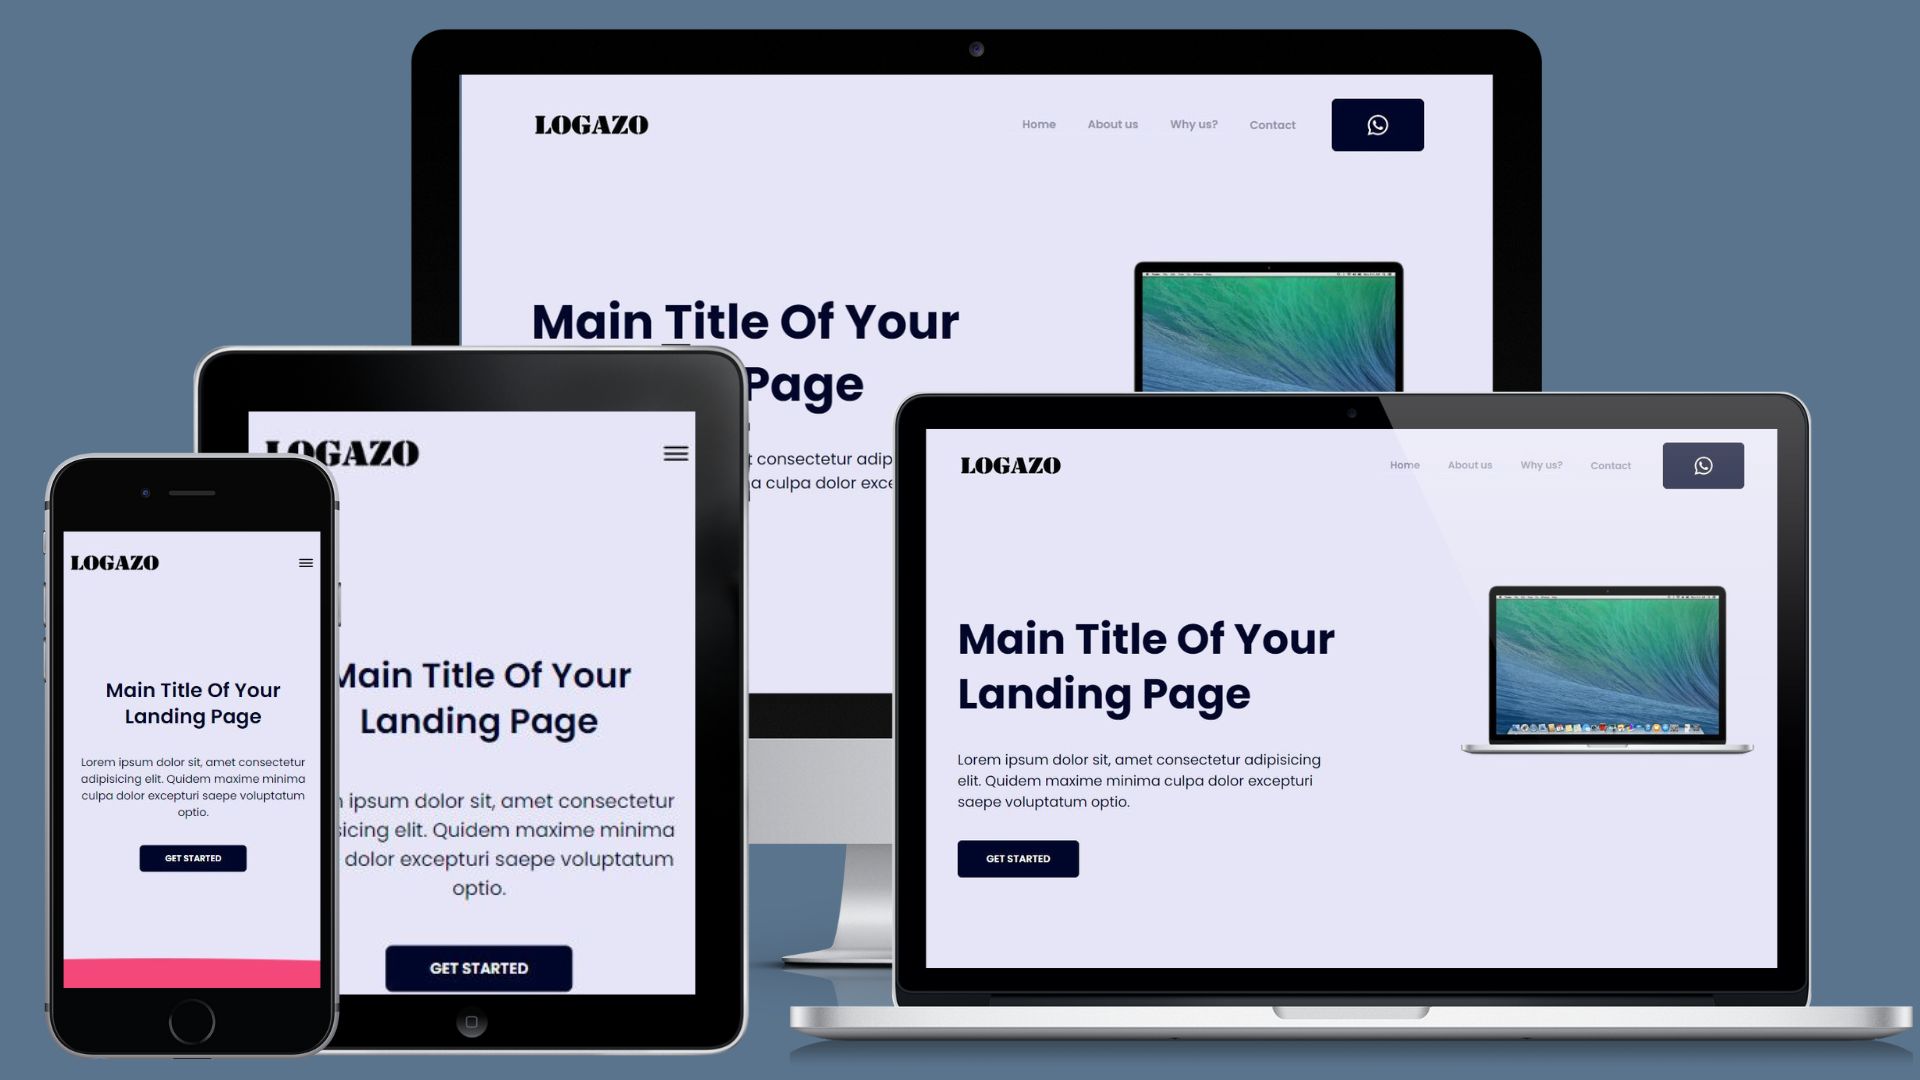 LOGAZO
Home About us Why us? Contact
Main Title Of Your
Page
consectetur adip
culpa dolor exce
LOGAZO
Main Title Of Your
Landing Page
ipsum dolor sit, amet consectetur
elit. Quidem maxime minima
dolor excepturi saepe voluptatum
optio.
GET STARTED
LOGAZO
Main Title Of Your
Landing Page
Lorem ipsum dolor sit, amet consectetur
adipisicing elit. Quidem maxime minima
culpa dolor excepturi saepe voluptatum
optio.
GET STARTED
LOGAZO
Home About us Why us? Contact
Main Title Of Your
Landing Page
Lorem ipsum dolor sit, amet consectetur adipisicing
elit. Quidem maxime minima culpa dolor excepturi
saepe voluptatum optio.
GET STARTED